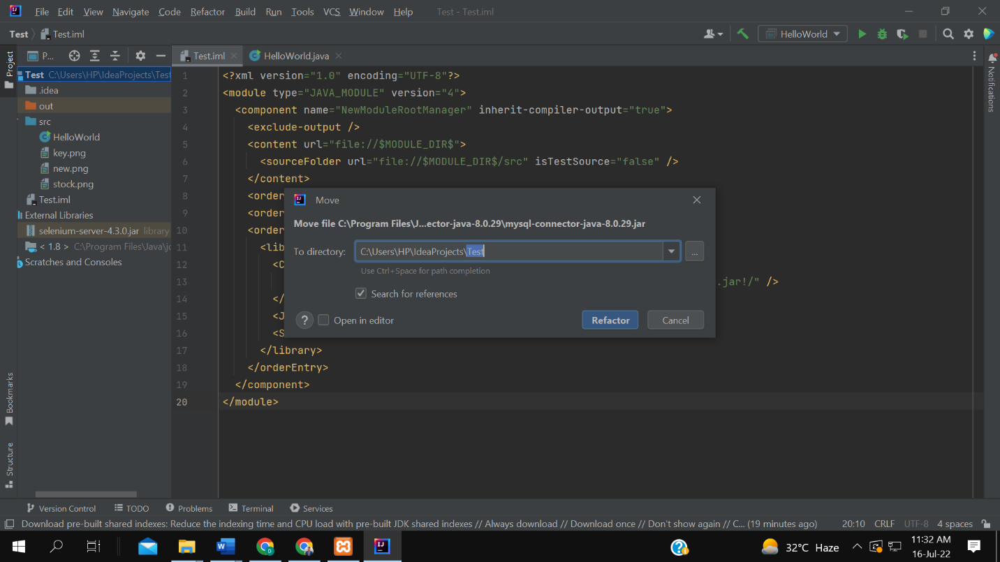 File Edit View Navigate Code Refactor Build Run Tools VCS Window Help Test - Test.iml
Test Test.iml HelloWorld
Project P... Test.iml HelloWorld.java
Notifications
Test C:\Users\HP\IdeaProjects\Test
.idea
out
src
HelloWorld
key.png
new.png
stock.png
Test.iml
External Libraries
selenium-server-4.3.0.jar library
< 1.8 > C:\Program Files\Java\jd
Scratches and Consoles
Bookmarks
Structure
1 <?xml version="1.0" encoding="UTF-8"?>
2 <module type="JAVA_MODULE" version="4">
3 <component name="NewModuleRootManager" inherit-compiler-output="true">
4 <exclude-output />
5 <content url="file://$MODULE_DIR$">
6 <sourceFolder url="file://$MODULE_DIR$/src" isTestSource="false" />
7 </content>
8 <order
9 <order
10 <order
11 <lib
12 <C
13 .jar!/" />
14 </
15 <J
16 <S
17 </library>
18 </orderEntry>
19 </component>
20 </module>
Move
Move file C:\Program Files\J...ector-java-8.0.29\mysql-connector-java-8.0.29.jar
To directory: C:\Users\HP\IdeaProjects\Test ...
Use Ctrl+Space for path completion
Search for references
? Open in editor Refactor Cancel
Version Control TODO Problems Terminal Services
Download pre-built shared indexes: Reduce the indexing time and CPU load with pre-built JDK shared indexes // Always download // Download once // Don't show again // C... (19 minutes ago) 20:10 CRLF UTF-8 4 spaces
32°C Haze 11:32 AM
16-Jul-22